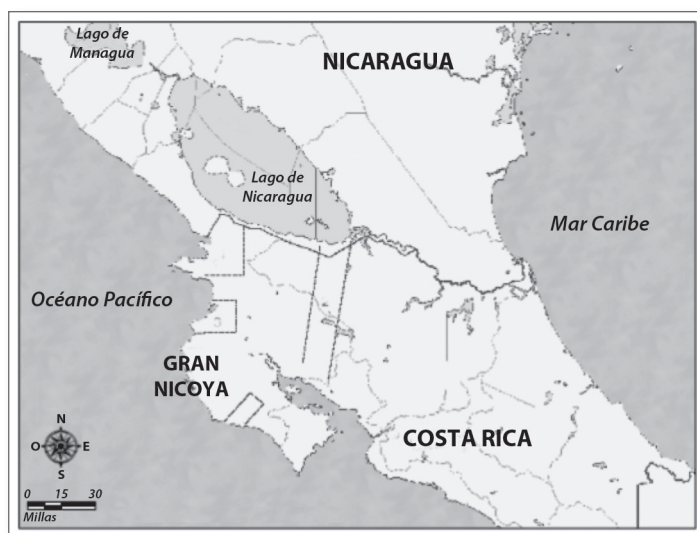 Lago de
Managua
NICARAGUA
Lago de
Nicaragua
Mar Caribe
Océano Pacífico
3
GRAN
NICOYA
COSTA RICA
N
O
E
S
0 15 30
Millas